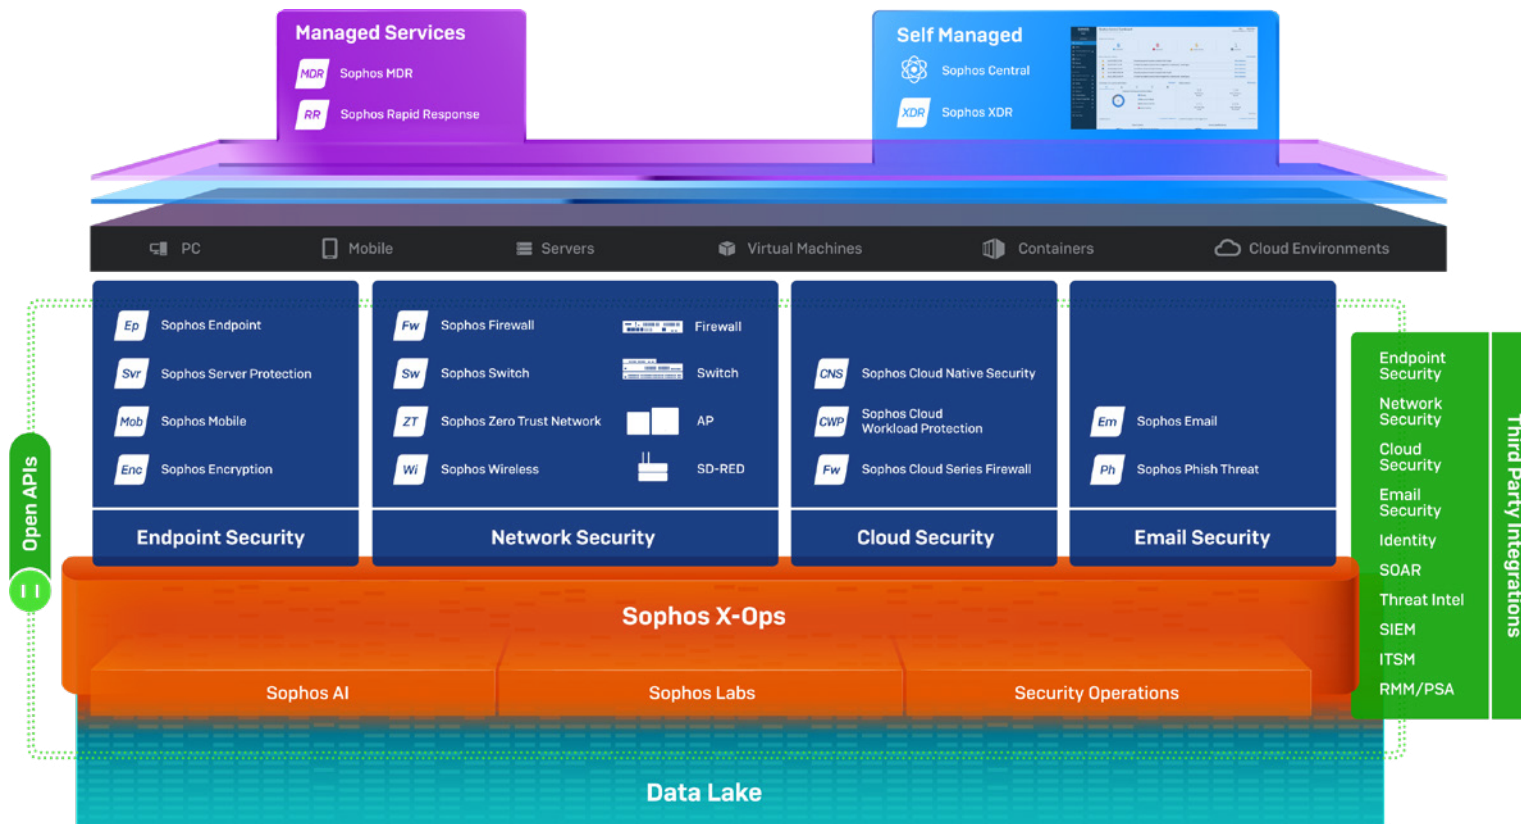 Managed Services
MDR Sophos MDR
RR Sophos Rapid Response
Self Managed
Sophos Central
XDR Sophos XDR
PC
Mobile
Servers
Virtual Machines
Containers
Cloud Environments
Open APIs
Ep Sophos Endpoint
Svr Sophos Server Protection
Mob Sophos Mobile
Enc Sophos Encryption
Endpoint Security
Fw Sophos Firewall
Sw Sophos Switch
ZT Sophos Zero Trust Network
Wi Sophos Wireless
Firewall
Switch
AP
SD-RED
Network Security
CNS Sophos Cloud Native Security
CWP Sophos Cloud
Workload Protection
Fw Sophos Cloud Series Firewall
Cloud Security
Em Sophos Email
Ph Sophos Phish Threat
Email Security
Endpoint
Security
Network
Security
Cloud
Security
Email
Security
Identity
SOAR
Threat Intel
SIEM
ITSM
RMM/PSA
Third Party Integrations
Sophos X-Ops
Sophos AI
Sophos Labs
Security Operations
Data Lake